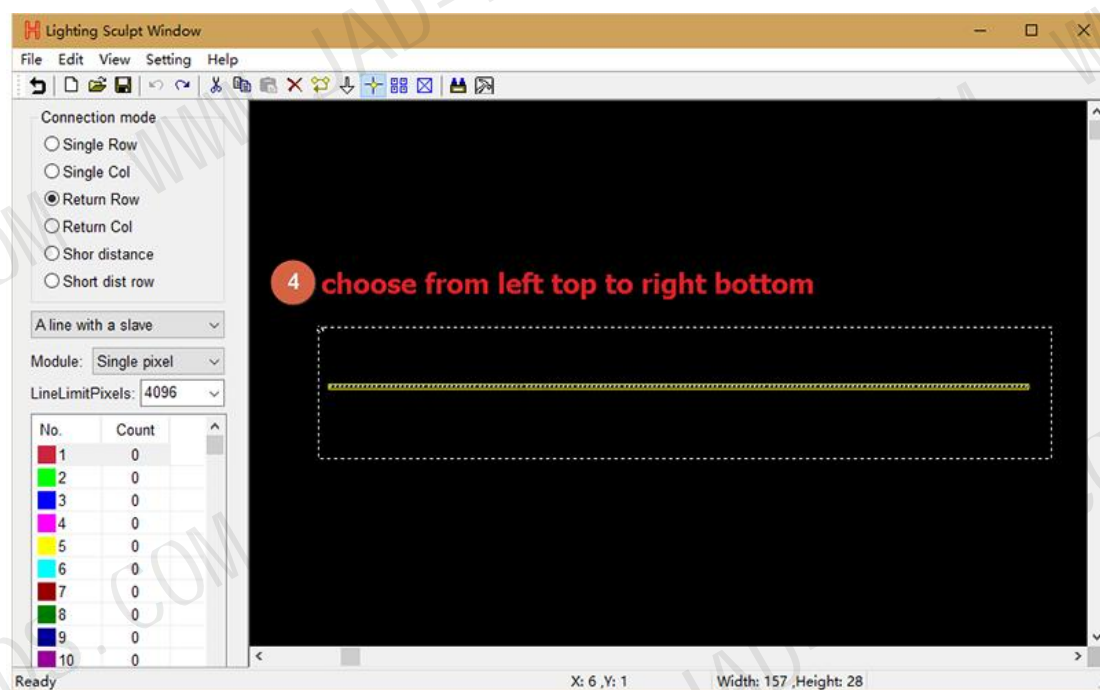 Lighting Sculpt Window
File Edit View Setting Help
Connection mode
Single Row
Single Col
Return Row
Return Col
Shor distance
Short dist row
A line with a slave
Module: Single pixel
LineLimitPixels: 4096
No. Count
1 0
2 0
3 0
4 0
5 0
6 0
7 0
8 0
9 0
10 0
4 choose from left top to right bottom
Ready X: 6 ,Y: 1 Width: 157 ,Height: 28